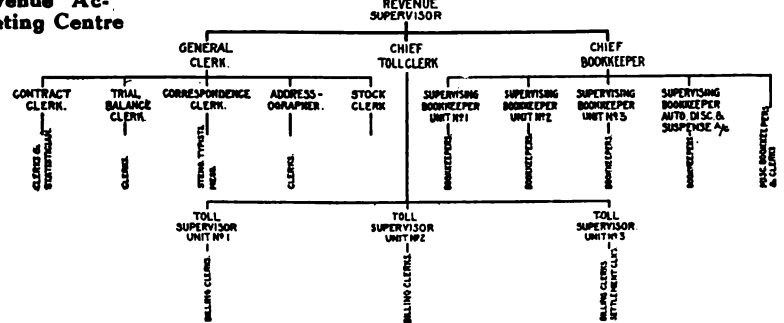 venue Ac-
ating Centre
REVENUE
SUPERVISOR
GENERAL
CLERK.
CHIEF
TOLL CLERK
CHIEF
BOOKKEEPER
CONTRACT
CLERK.
TRIAL
BALANCE
CLERK.
CORRESPONDENCE
CLERK.
ADDRESS-
OGRAPHER.
STOCK
CLERK
SUPERVISING
BOOKKEEPER
UNIT Nº1
SUPERVISING
BOOKKEEPER
UNIT Nº2
SUPERVISING
BOOKKEEPER
UNIT Nº3
SUPERVISING
BOOKKEEPER
AUTO. DISC. &
SUSPENSE A/C
CLERKS &
STATISTICIAN.
CLERKS.
STENO. TYPISTS.
CLERKS.
BOOKKEEPERS
BOOKKEEPERS
BOOKKEEPERS
BOOKKEEPERS
MISC. BOOKKEEPERS
& CLERKS
TOLL
SUPERVISOR
UNIT Nº1
TOLL
SUPERVISOR
UNIT Nº2
TOLL
SUPERVISOR.
UNIT Nº3
BILLING CLERKS
BILLING CLERKS
BILLING CLERKS
SETTLEMENT CLKS.